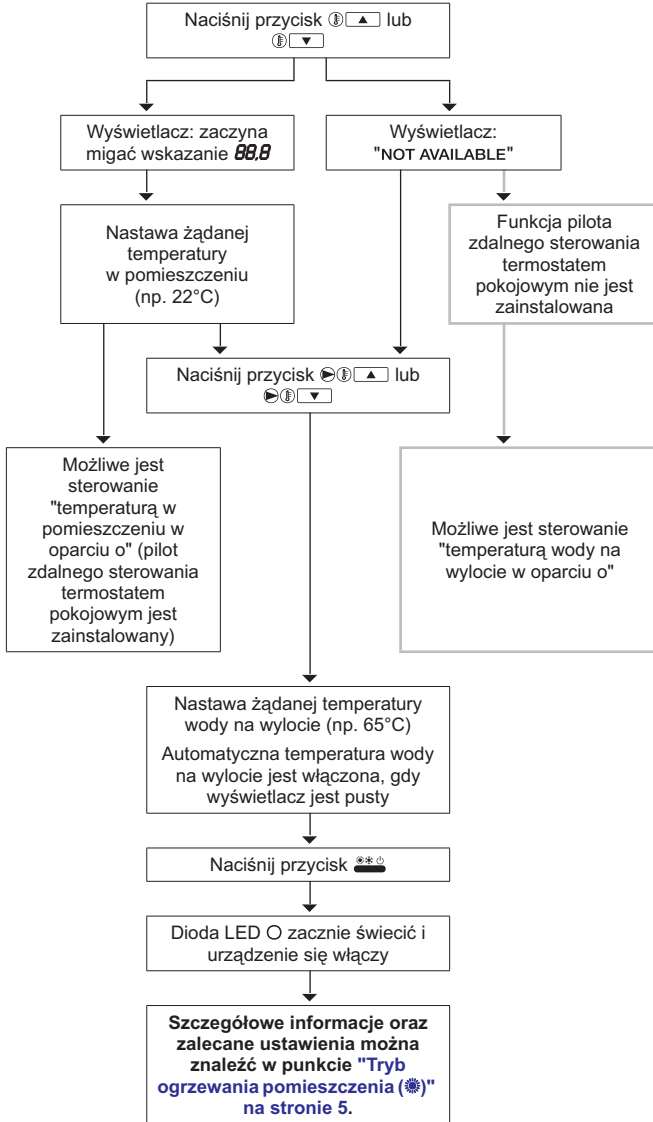 Naciśnij przycisk ▲ lub
▼
Wyświetlacz: zaczyna
migać wskazanie 88,8
Wyświetlacz:
"NOT AVAILABLE"
Nastawa żądanej
temperatury
w pomieszczeniu
(np. 22°C)
Funkcja pilota
zdalnego sterowania
termostatem
pokojowym nie jest
zainstalowana
Naciśnij przycisk ▲ lub
▼
Możliwe jest
sterowanie
"temperaturą w
pomieszczeniu w
oparciu o" (pilot
zdalnego sterowania
termostatem
pokojowym jest
zainstalowany)
Możliwe jest sterowanie
"temperaturą wody na
wylocie w oparciu o"
Nastawa żądanej temperatury
wody na wylocie (np. 65°C)
Automatyczna temperatura wody
na wylocie jest włączona, gdy
wyświetlacz jest pusty
Naciśnij przycisk
Dioda LED zacznie świecić i
urządzenie się włączy
Szczegółowe informacje oraz
zalecane ustawienia można
znaleźć w punkcie "Tryb
ogrzewania pomieszczenia ()"
na stronie 5.